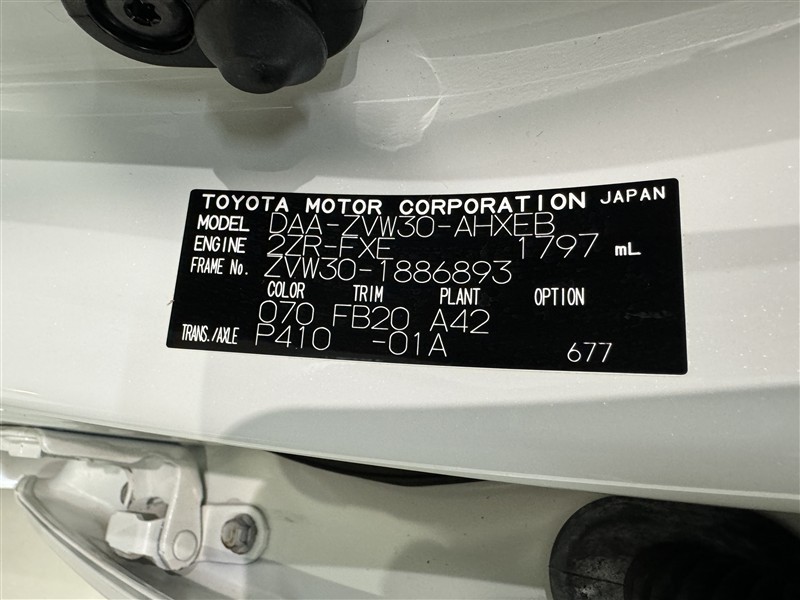 TOYOTA MOTOR CORPORATION JAPAN
MODEL DAA-ZVW30-AHXEB
ENGINE 2ZR-FXE 1797 mL
FRAME No. ZVW30-1886893
COLOR TRIM PLANT OPTION
070 FB20 A42
TRANS./AXLE P410 -01A 677